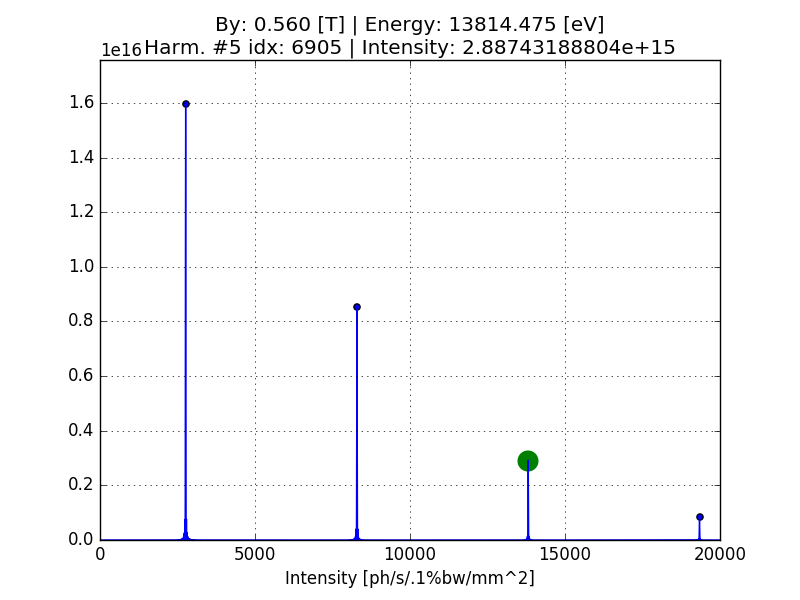 By: 0.560 [T] | Energy: 13814.475 [eV]
Harm. #5 idx: 6905 | Intensity: 2.88743188804e+15
1e16
1.6
1.4
1.2
1.0
0.8
0.6
0.4
0.2
0.0
0 5000 10000 15000 20000
Intensity [ph/s/.1%bw/mm^2]